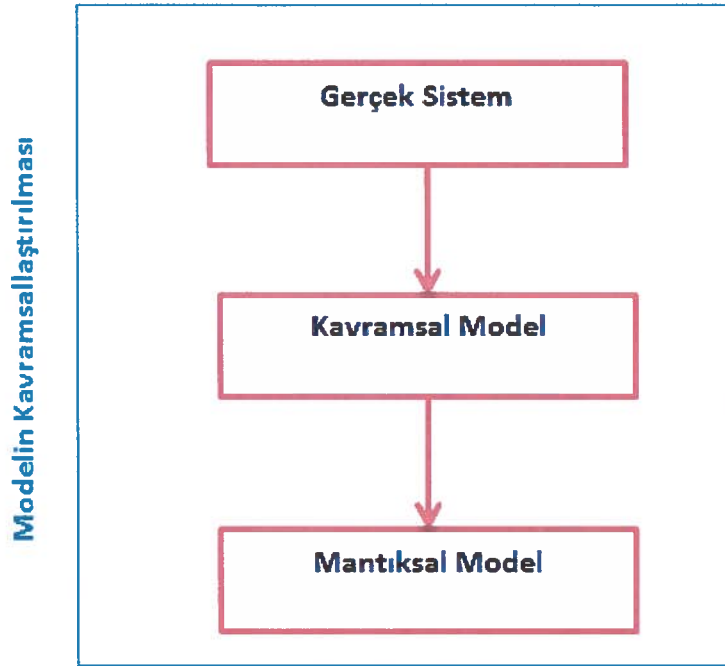 Modelin Kavramsallaştırılması
Gerçek Sistem
Kavramsal Model
Mantıksal Model